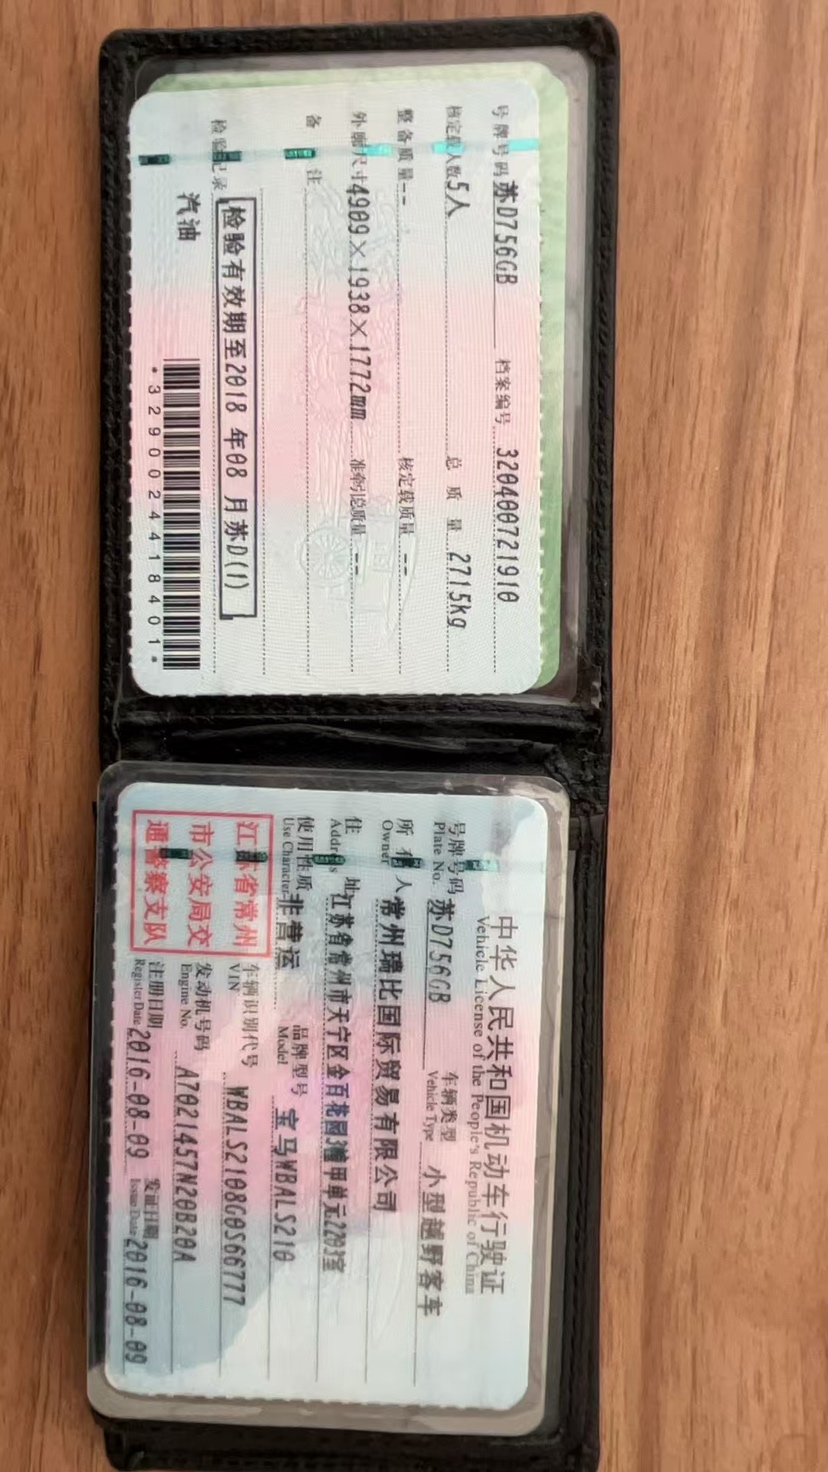 号牌号码 苏D756GB 档案编号 320400721910
核定载人数 5人 总质量 2715kg
整备质量 -- 核定载质量 --
外廓尺寸 4909×1938×1772mm 准牵引总质量 --
备注
检验记录 检验有效期至2018年08月苏D(1)
汽油
*3290024418401*
中华人民共和国机动车行驶证
Vehicle License of the People's Republic of China
号牌号码 苏D756GB 车辆类型 小型越野客车
Plate No. Vehicle Type
所有人 常州瑞比国际贸易有限公司
Owner
住址 江苏省常州市天宁区金百花园3幢甲单元2203室
Address
使用性质 非营运 品牌型号 宝马WBALS210
Use Character Model
江苏省常州
市公安局交
通警察支队
车辆识别代号 WBALS2108G0S66777
VIN
发动机号码 A7021457N20B20A
Engine No.
注册日期 2016-08-09 发证日期 2016-08-09
Register Date Issue Date